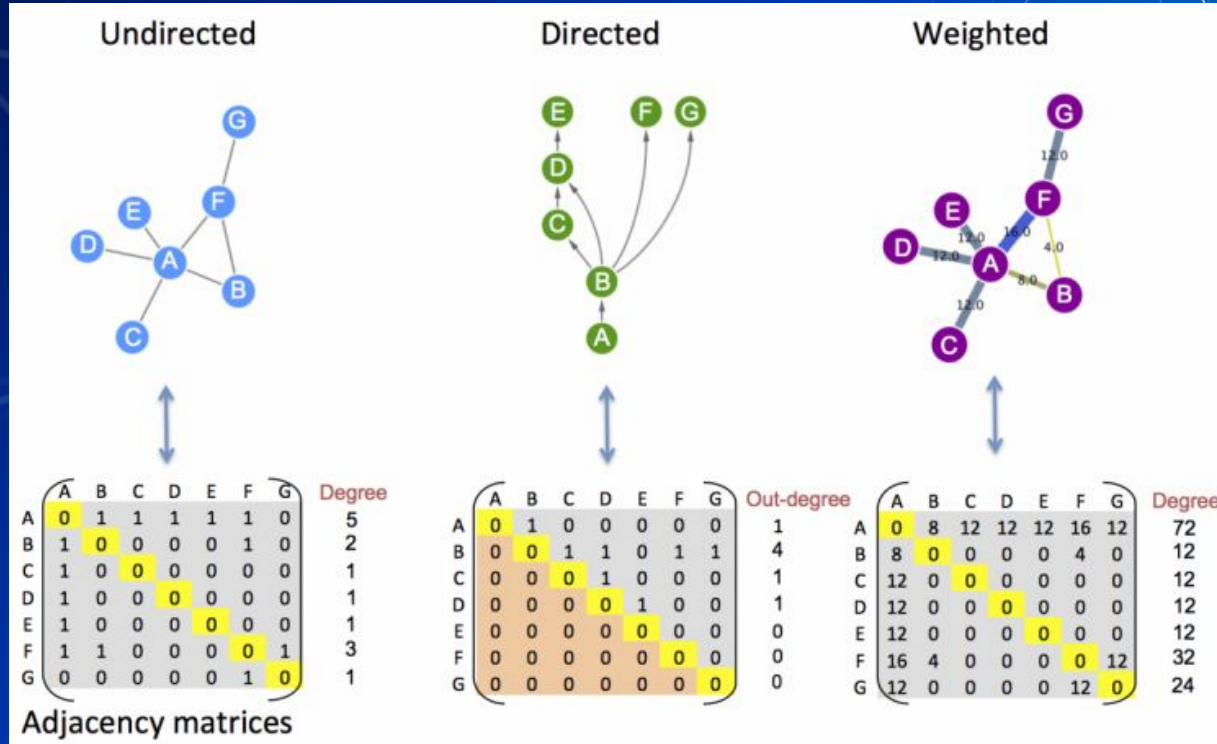 Undirected Directed Weighted
G
F
E
D
A
B
C
E F G
D
C
B
A
G
12.0
F
E
16.0
4.0
12.0
D
12.0
A
8.0
B
12.0
C
A B C D E F G Degree
A 0 1 1 1 1 1 0 5
B 1 0 0 0 0 1 0 2
C 1 0 0 0 0 0 0 1
D 1 0 0 0 0 0 0 1
E 1 0 0 0 0 0 0 1
F 1 1 0 0 0 0 1 3
G 0 0 0 0 0 1 0 1
A B C D E F G Out-degree
A 0 1 0 0 0 0 0 1
B 0 0 1 1 0 1 1 4
C 0 0 0 1 0 0 0 1
D 0 0 0 0 1 0 0 1
E 0 0 0 0 0 0 0 0
F 0 0 0 0 0 0 0 0
G 0 0 0 0 0 0 0 0
A B C D E F G Degree
A 0 8 12 12 12 16 12 72
B 8 0 0 0 0 4 0 12
C 12 0 0 0 0 0 0 12
D 12 0 0 0 0 0 0 12
E 12 0 0 0 0 0 0 12
F 16 4 0 0 0 0 12 32
G 12 0 0 0 0 12 0 24
Adjacency matrices